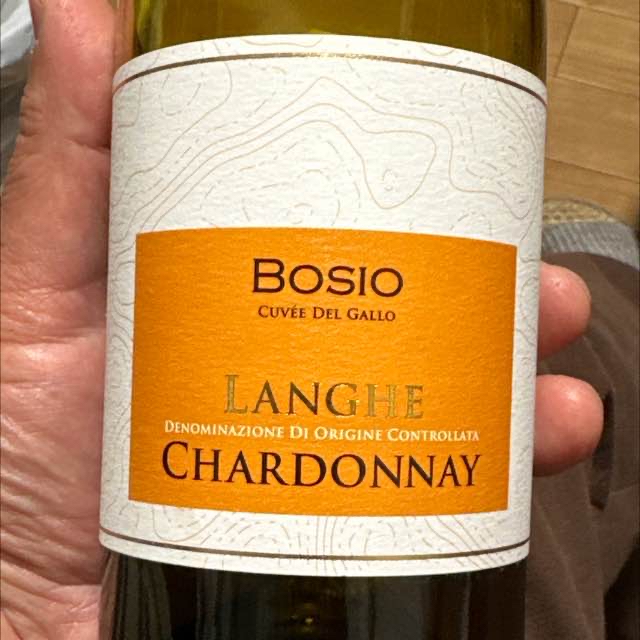 BOSIO
CUVÉE DEL GALLO
LANGHE
DENOMINAZIONE DI ORIGINE CONTROLLATA
CHARDONNAY